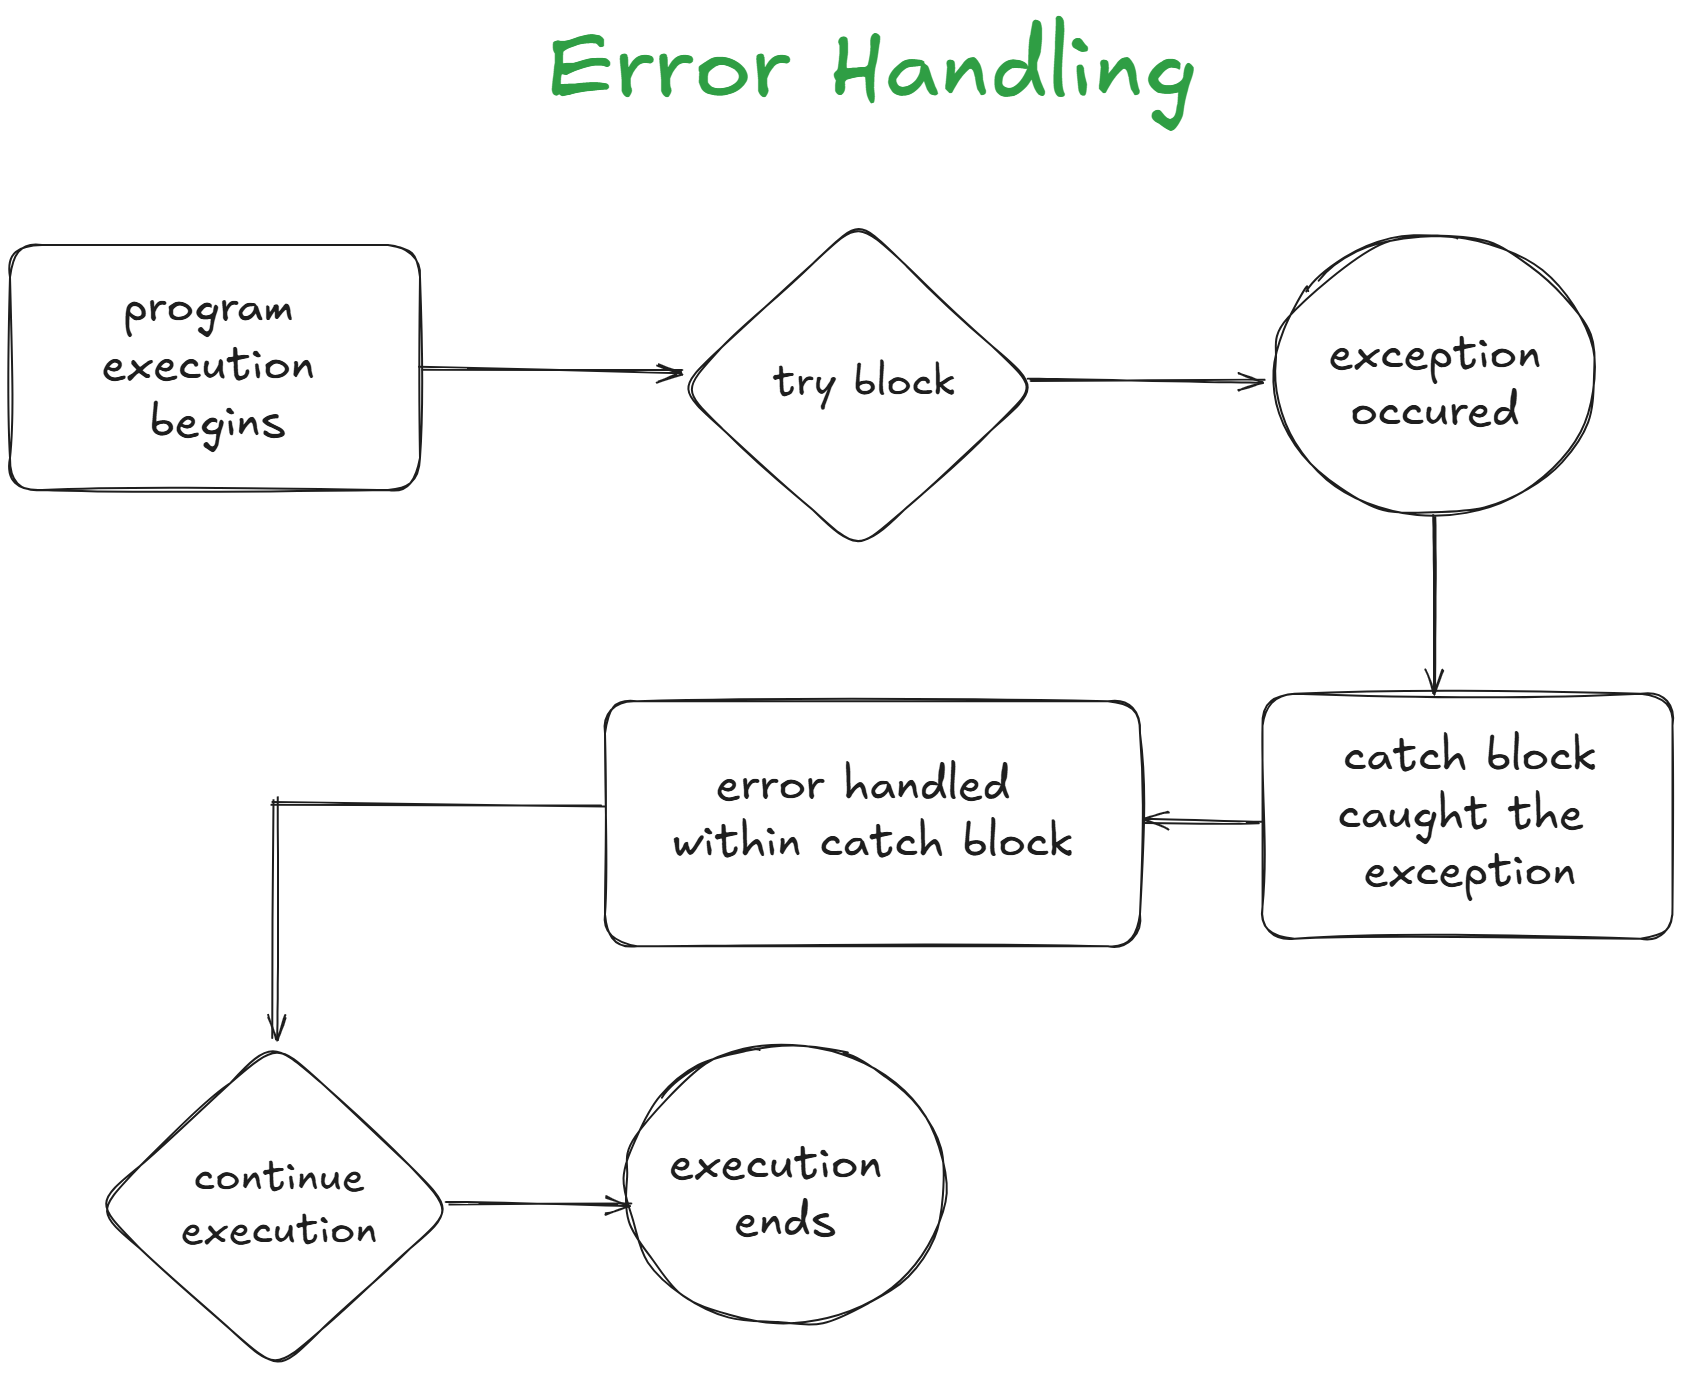 Error Handling
program
execution
begins
try block
exception
occured
catch block
caught the
exception
error handled
within catch block
continue
execution
execution
ends